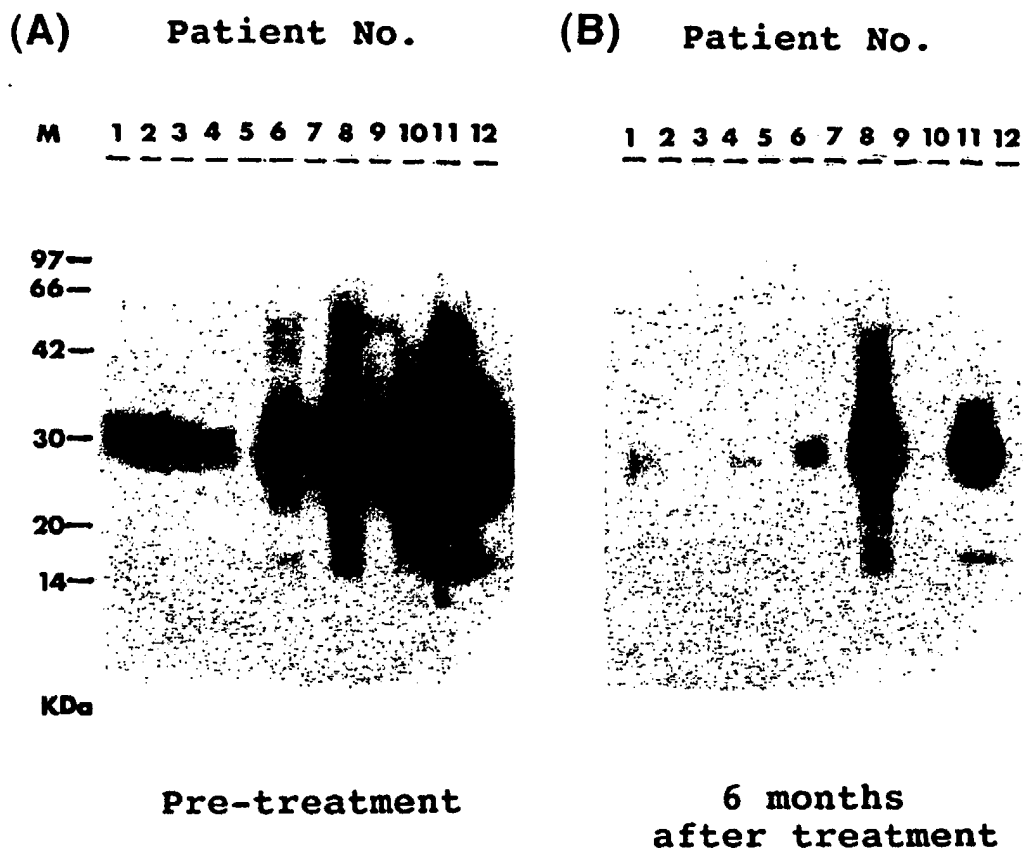 (A) Patient No.
M 1 2 3 4 5 6 7 8 9 10 11 12
97
66
42
30
20
14
KDa
Pre-treatment
(B) Patient No.
1 2 3 4 5 6 7 8 9 10 11 12
6 months
after treatment